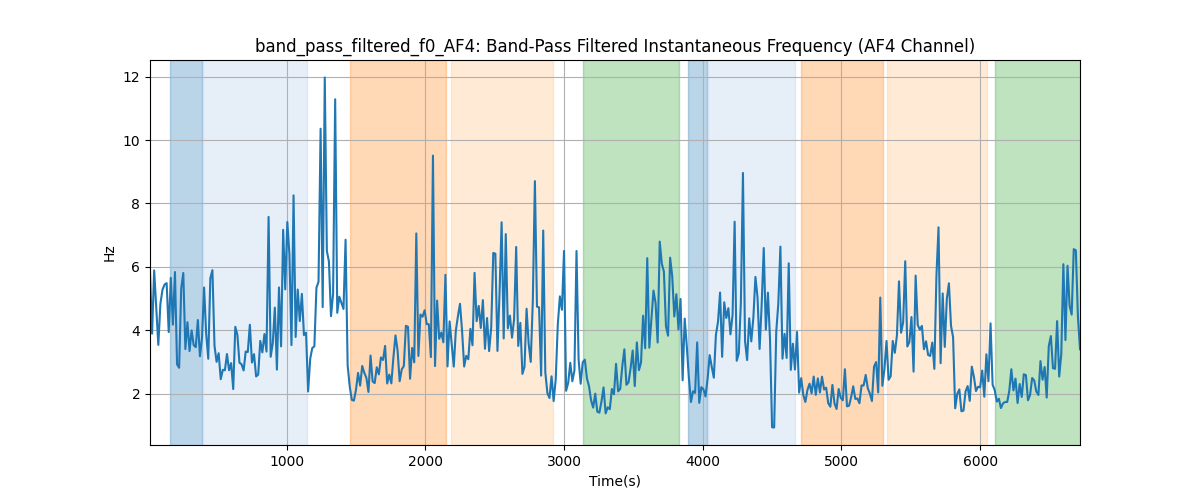 band_pass_filtered_f0_AF4: Band-Pass Filtered Instantaneous Frequency (AF4 Channel)
12
10
8
6
4
2
Hz
1000 2000 3000 4000 5000 6000
Time(s)